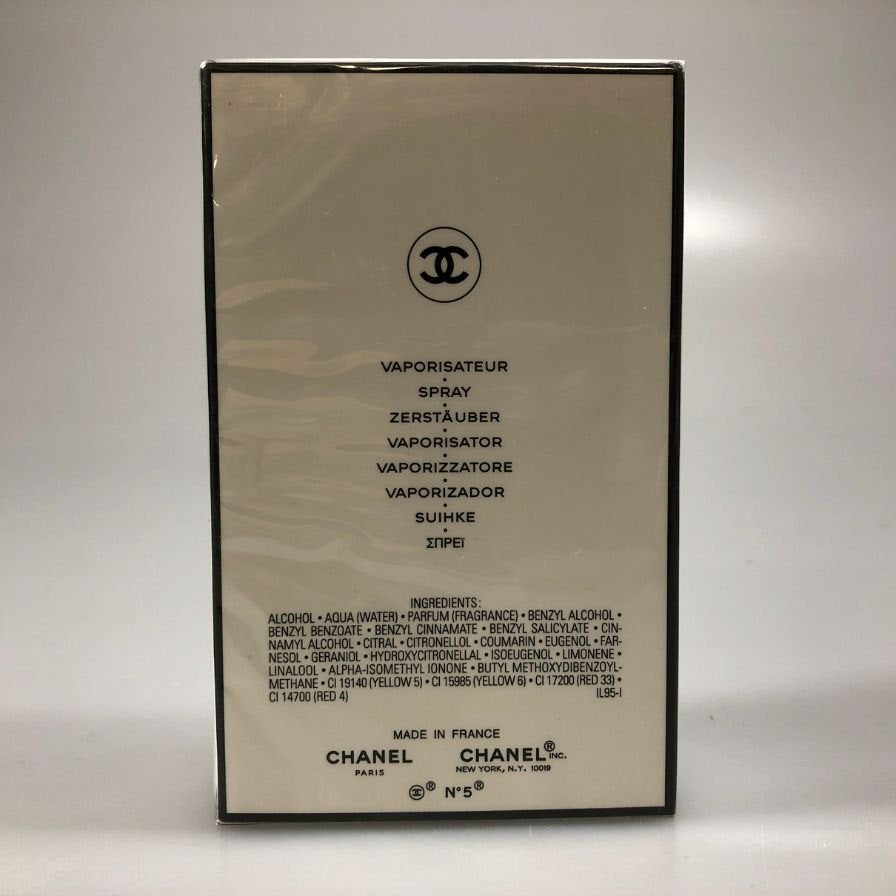 VAPORISATEUR
•
SPRAY
•
ZERSTÄUBER
•
VAPORISATOR
•
VAPORIZZATORE
•
VAPORIZADOR
•
SUIHKE
•
ΣΠΡΕΪ
INGREDIENTS:
ALCOHOL • AQUA (WATER) • PARFUM (FRAGRANCE) • BENZYL ALCOHOL •
BENZYL BENZOATE • BENZYL CINNAMATE • BENZYL SALICYLATE • CIN-
NAMYL ALCOHOL • CITRAL • CITRONELLOL • COUMARIN • EUGENOL • FAR-
NESOL • GERANIOL • HYDROXYCITRONELLAL • ISOEUGENOL • LIMONENE •
LINALOOL • ALPHA-ISOMETHYL IONONE • BUTYL METHOXYDIBENZOYL-
METHANE • CI 19140 (YELLOW 5) • CI 15985 (YELLOW 6) • CI 17200 (RED 33) •
CI 14700 (RED 4) IL95-I
MADE IN FRANCE
CHANEL CHANEL® INC.
PARIS NEW YORK, N.Y. 10019
® N°5®